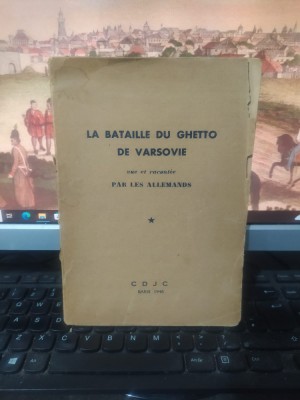 LA BATAILLE DU GHETTO
DE VARSOVIE
vue et racontée
PAR LES ALLEMANDS
C D J C